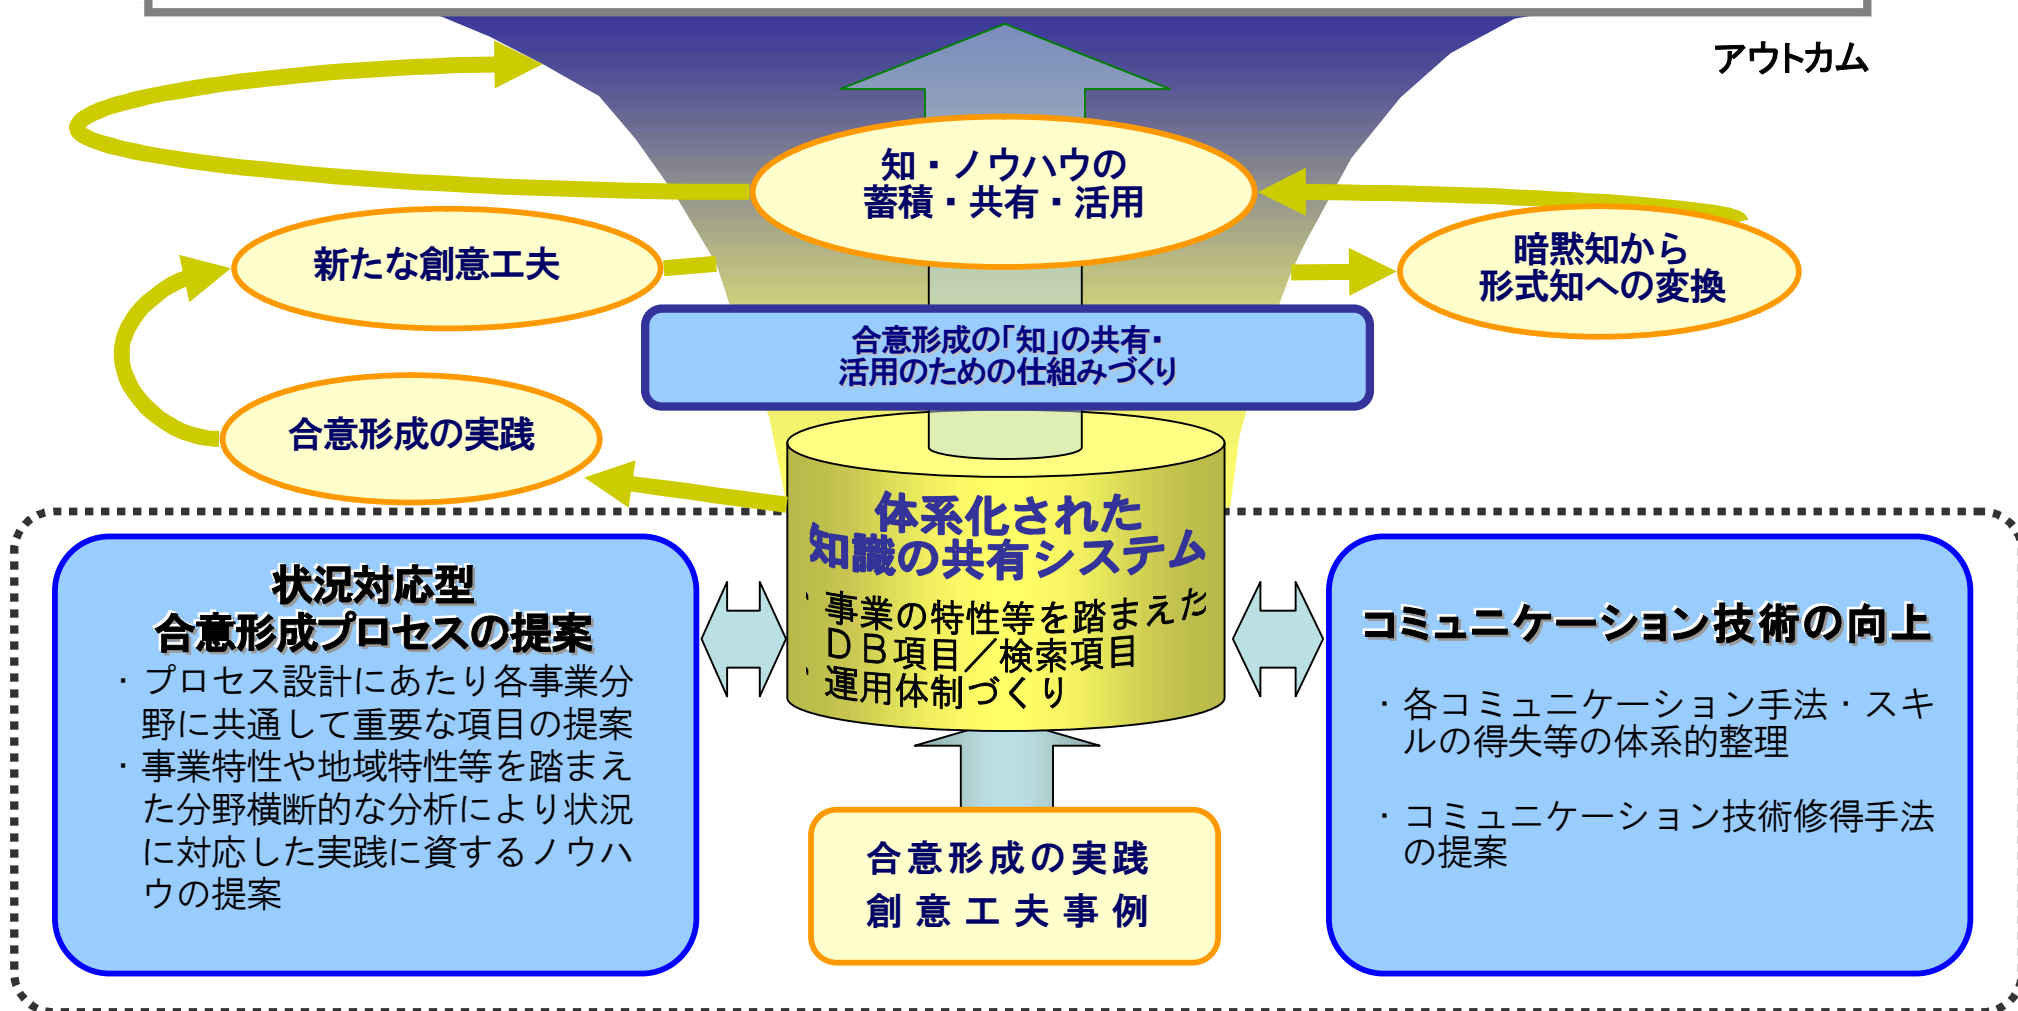 アウトカム
知・ノウハウの
蓄積・共有・活用
新たな創意工夫
暗黙知から
形式知への変換
合意形成の「知」の共有・
活用のための仕組みづくり
合意形成の実践
体系化された
知識の共有システム
・事業の特性等を踏まえた
ＤＢ項目／検索項目
・運用体制づくり
状況対応型
合意形成プロセスの提案
・プロセス設計にあたり各事業分
野に共通して重要な項目の提案
・事業特性や地域特性等を踏まえ
た分野横断的な分析により状況
に対応した実践に資するノウハ
ウの提案
コミュニケーション技術の向上
・各コミュニケーション手法・スキ
ルの得失等の体系的整理
・コミュニケーション技術修得手法
の提案
合意形成の実践
創意工夫事例